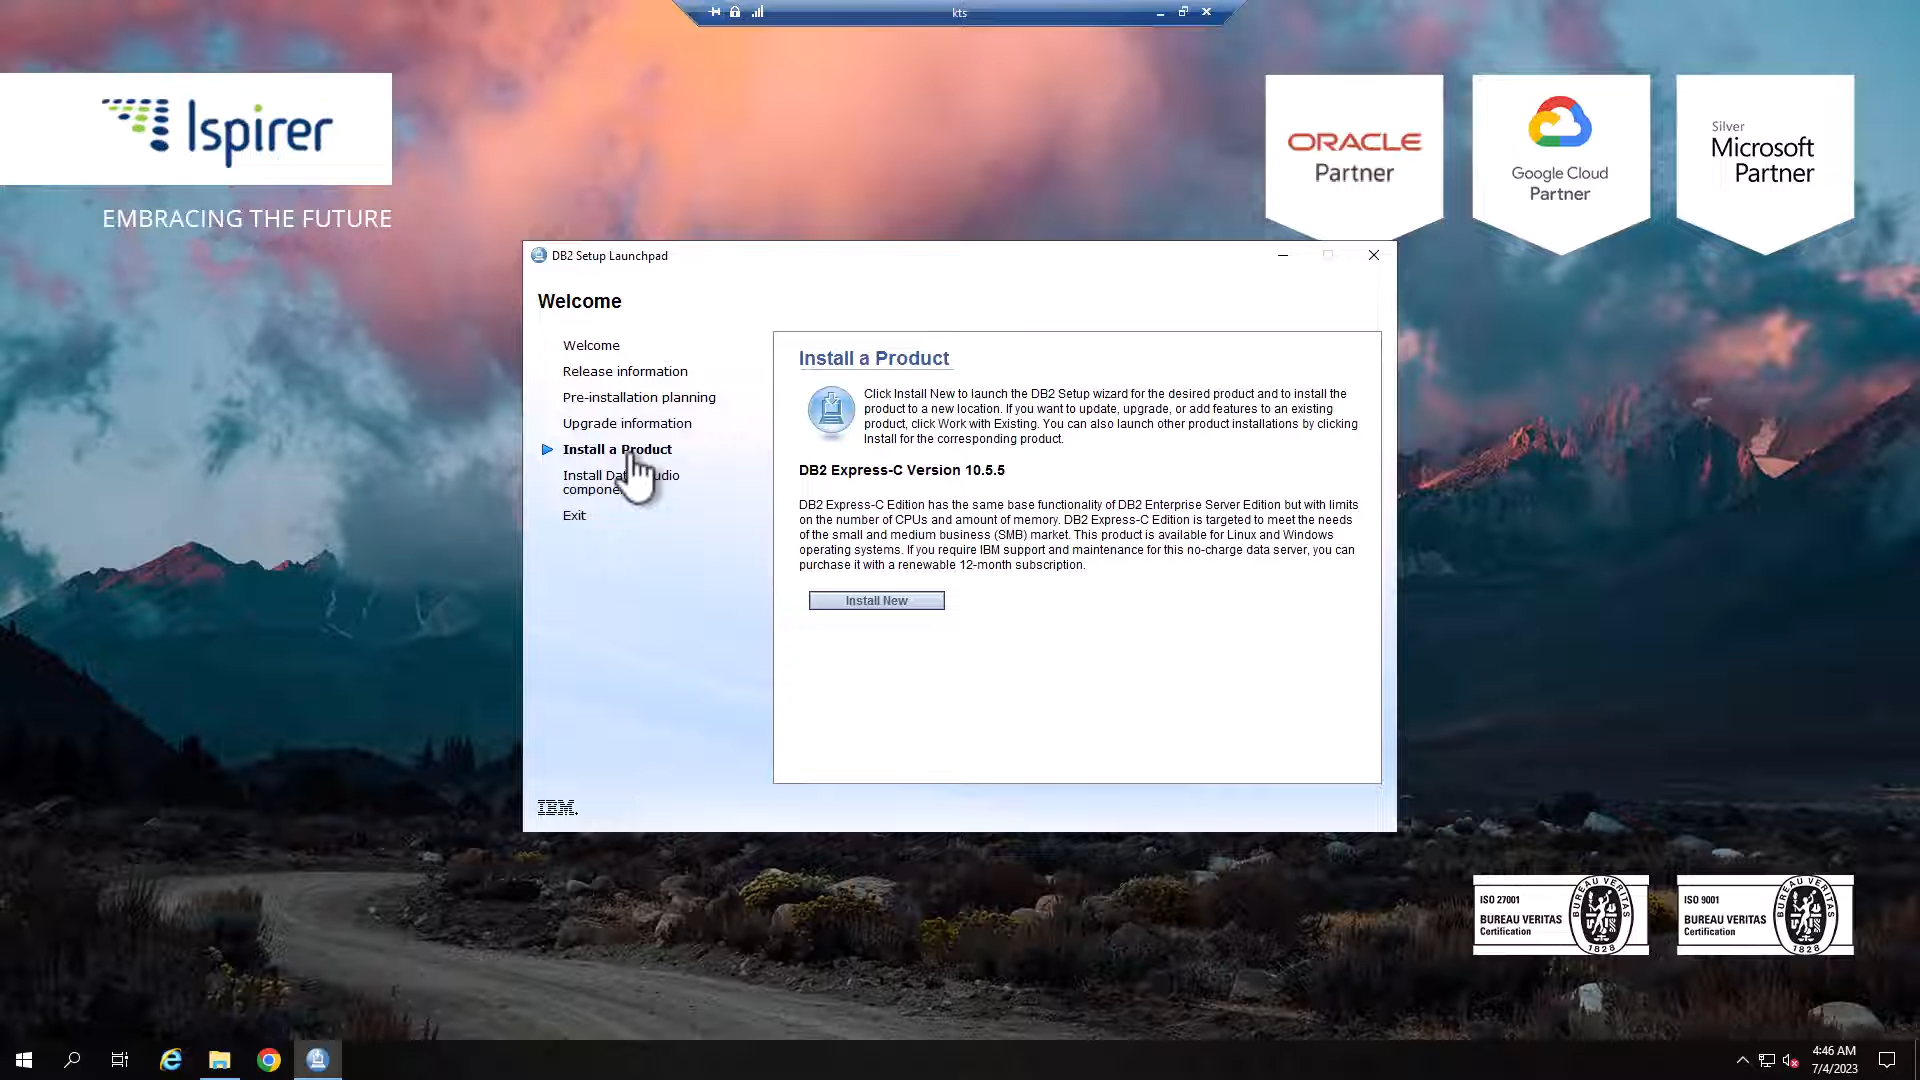 kts
Ispirer
EMBRACING THE FUTURE
ORACLE
Partner
Google Cloud
Partner
Silver
Microsoft
Partner
DB2 Setup Launchpad
Welcome
Welcome
Release information
Pre-installation planning
Upgrade information
Install a Product
Install Da udio
compone
Exit
IBM.
Install a Product
Click Install New to launch the DB2 Setup wizard for the desired product and to install the
product to a new location. If you want to update, upgrade, or add features to an existing
product, click Work with Existing. You can also launch other product installations by clicking
Install for the corresponding product.
DB2 Express-C Version 10.5.5
DB2 Express-C Edition has the same base functionality of DB2 Enterprise Server Edition but with limits
on the number of CPUs and amount of memory. DB2 Express-C Edition is targeted to meet the needs
of the small and medium business (SMB) market. This product is available for Linux and Windows
operating systems. If you require IBM support and maintenance for this no-charge data server, you can
purchase it with a renewable 12-month subscription.
Install New
ISO 27001
BUREAU VERITAS
Certification
BUREAU VERITAS
1828
ISO 9001
BUREAU VERITAS
Certification
BUREAU VERITAS
1828
4:46 AM
7/4/2023